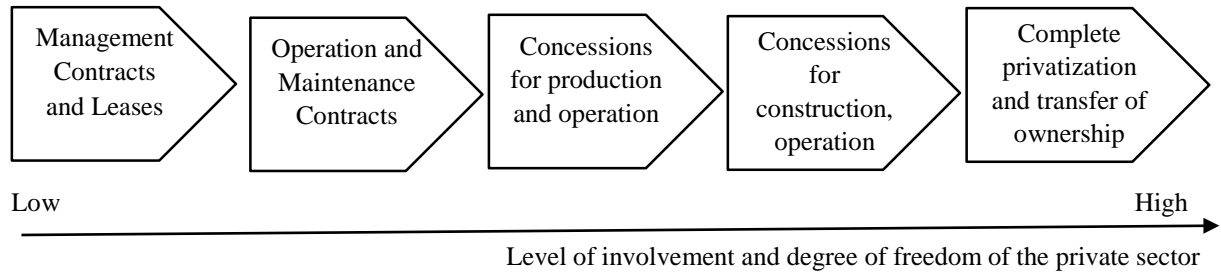 Management
Contracts
and Leases
Operation and
Maintenance
Contracts
Concessions
for production
and operation
Concessions
for
construction,
operation
Complete
privatization
and transfer of
ownership
Low
High
Level of involvement and degree of freedom of the private sector